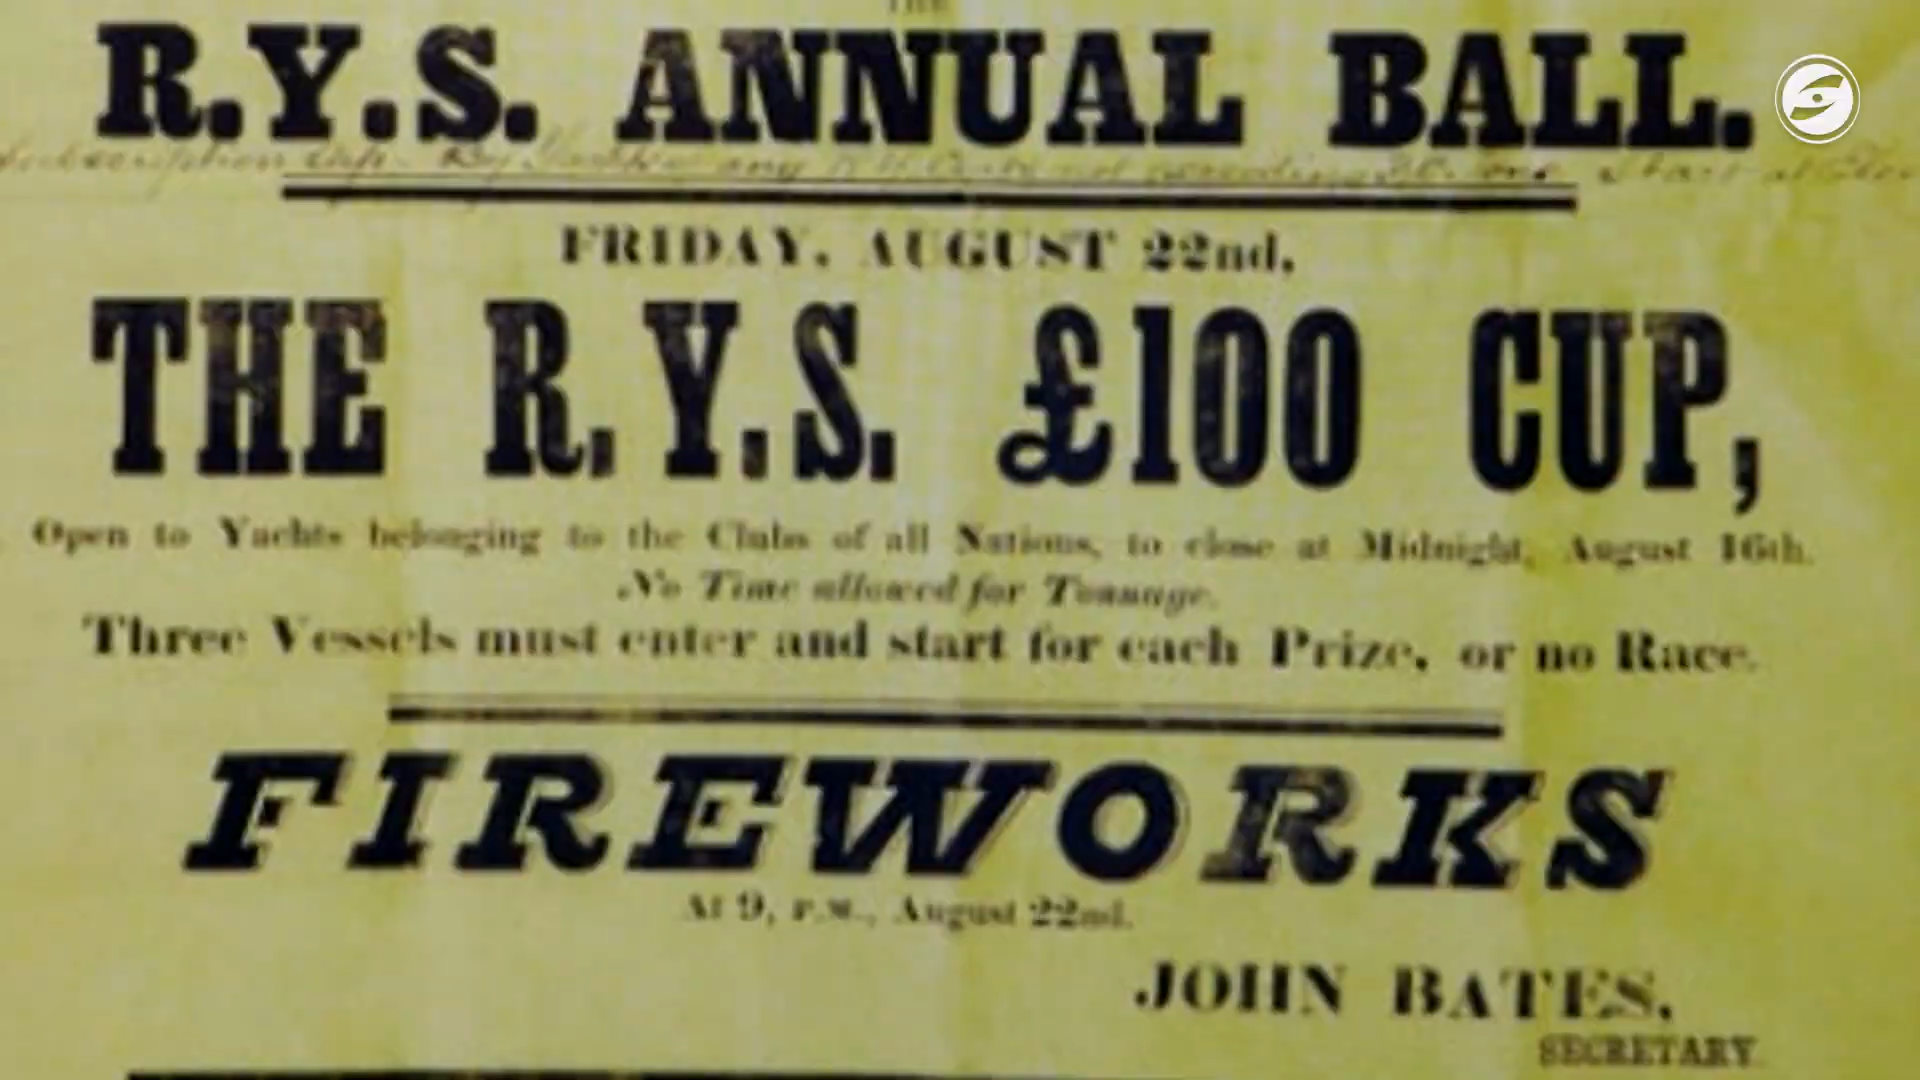 THE
R.Y.S. ANNUAL BALL.
FRIDAY, AUGUST 22nd,
THE R.Y.S. £100 CUP,
Open to Yachts belonging to the Clubs of all Nations, to close at Midnight, August 16th.
No Time allowed for Tonnage.
Three Vessels must enter and start for each Prize, or no Race.
FIREWORKS
At 9, P.M., August 22nd.
JOHN BATES,
SECRETARY